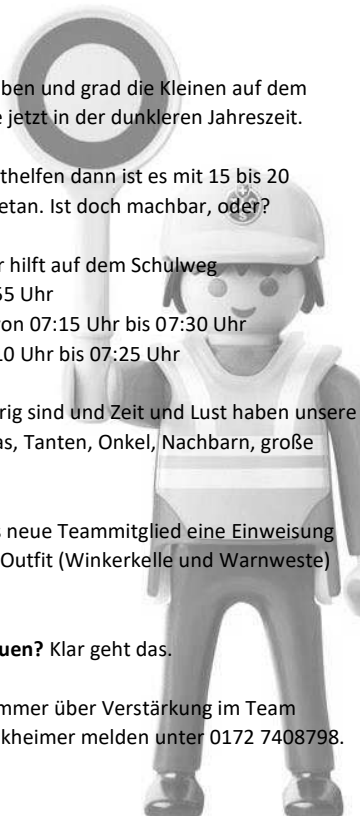 ben und grad die Kleinen auf dem
e jetzt in der dunkleren Jahreszeit.
thelfen dann ist es mit 15 bis 20
etan. Ist doch machbar, oder?
r hilft auf dem Schulweg
55 Uhr
on 07:15 Uhr bis 07:30 Uhr
10 Uhr bis 07:25 Uhr
rig sind und Zeit und Lust haben unsere
as, Tanten, Onkel, Nachbarn, große
s neue Teammitglied eine Einweisung
Outfit (Winkerkelle und Warnweste)
uen? Klar geht das.
mmer über Verstärkung im Team
kheimer melden unter 0172 7408798.